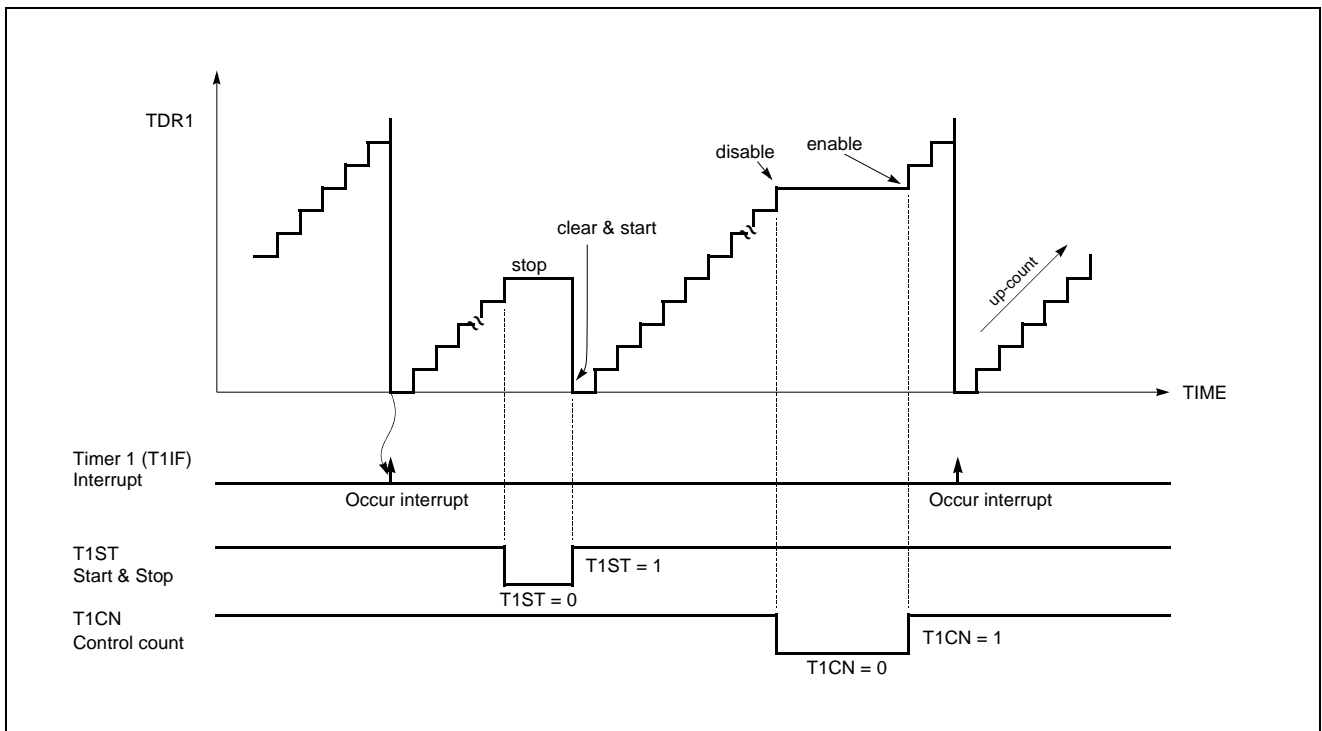 TDR1
disable
enable
clear & start
stop
up-count
TIME
Timer 1 (T1IF)
Interrupt
Occur interrupt
Occur interrupt
T1ST
Start & Stop
T1ST = 1
T1ST = 0
T1CN
Control count
T1CN = 1
T1CN = 0